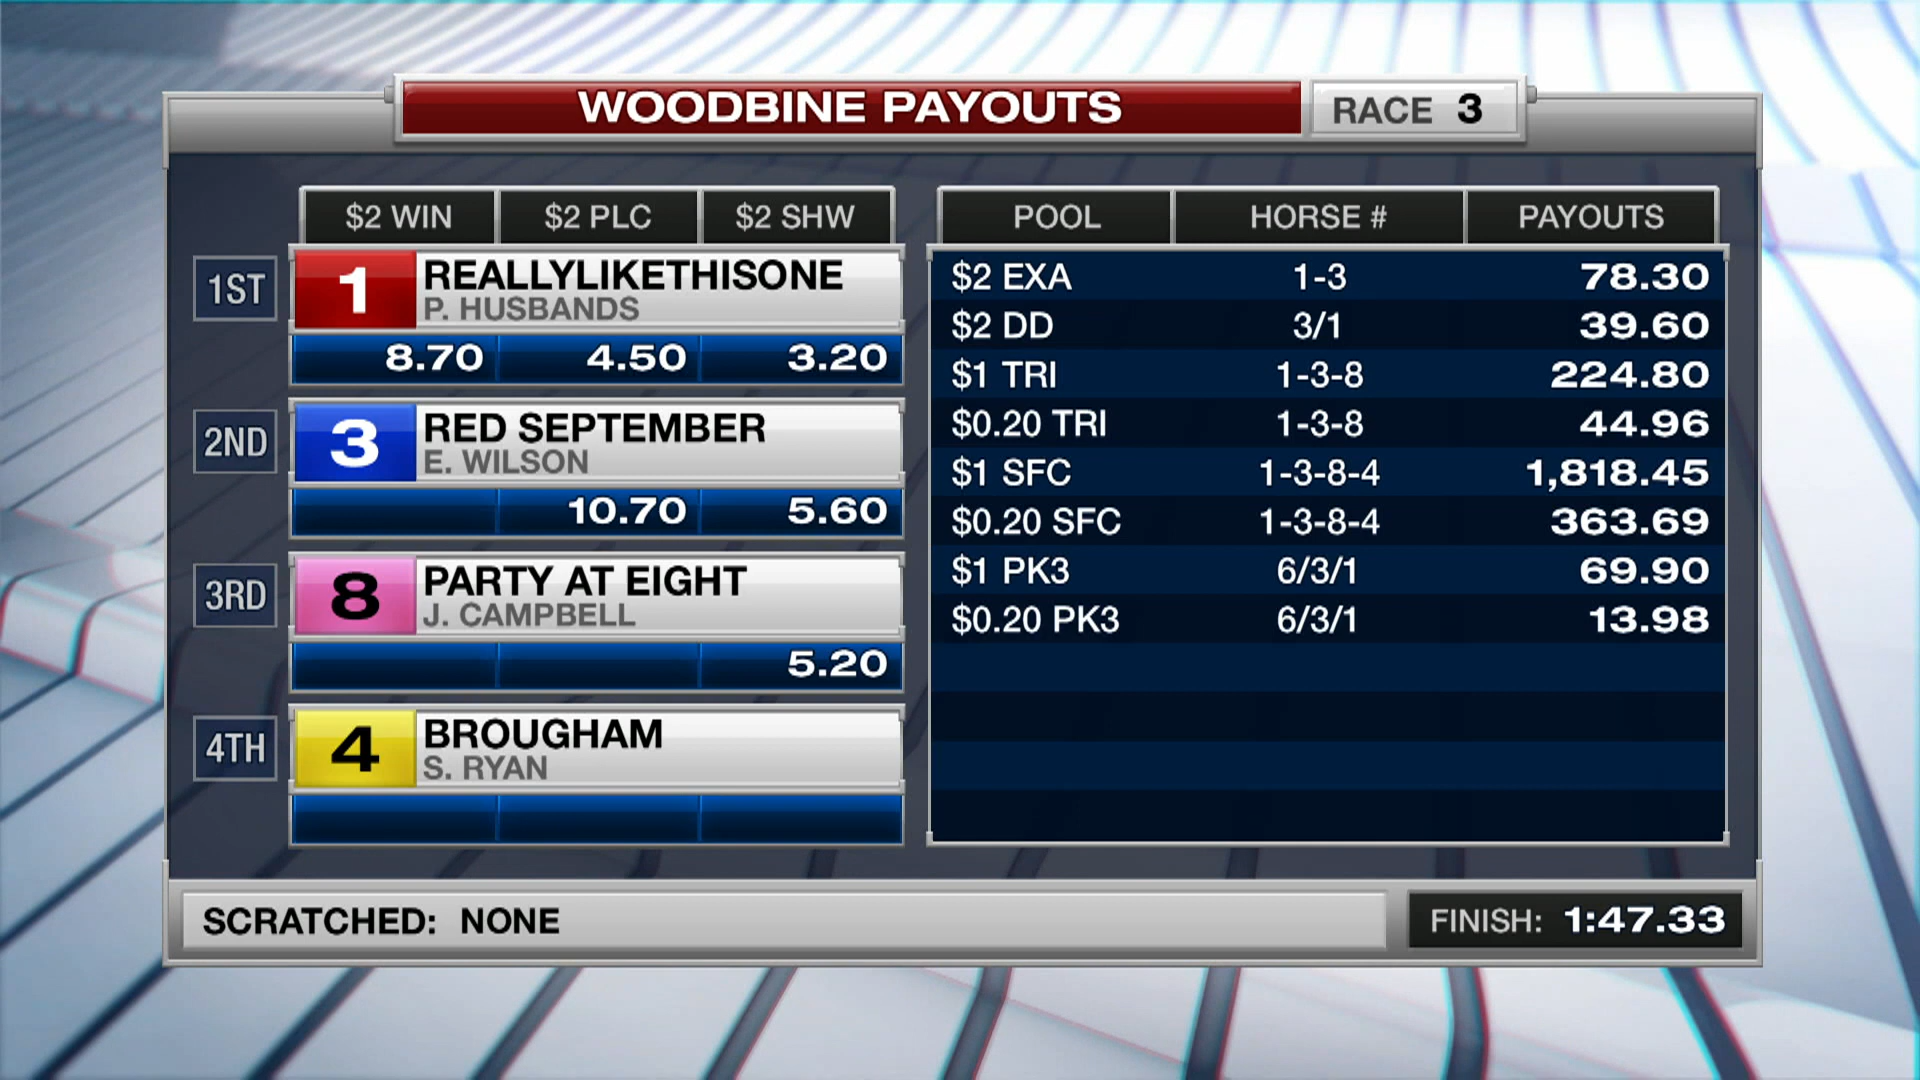 WOODBINE PAYOUTS RACE 3
$2 WIN $2 PLC $2 SHW
1ST 1 REALLYLIKETHISONE
P. HUSBANDS
8.70 4.50 3.20
2ND 3 RED SEPTEMBER
E. WILSON
10.70 5.60
3RD 8 PARTY AT EIGHT
J. CAMPBELL
5.20
4TH 4 BROUGHAM
S. RYAN
POOL HORSE # PAYOUTS
$2 EXA 1-3 78.30
$2 DD 3/1 39.60
$1 TRI 1-3-8 224.80
$0.20 TRI 1-3-8 44.96
$1 SFC 1-3-8-4 1,818.45
$0.20 SFC 1-3-8-4 363.69
$1 PK3 6/3/1 69.90
$0.20 PK3 6/3/1 13.98
SCRATCHED: NONE
FINISH: 1:47.33